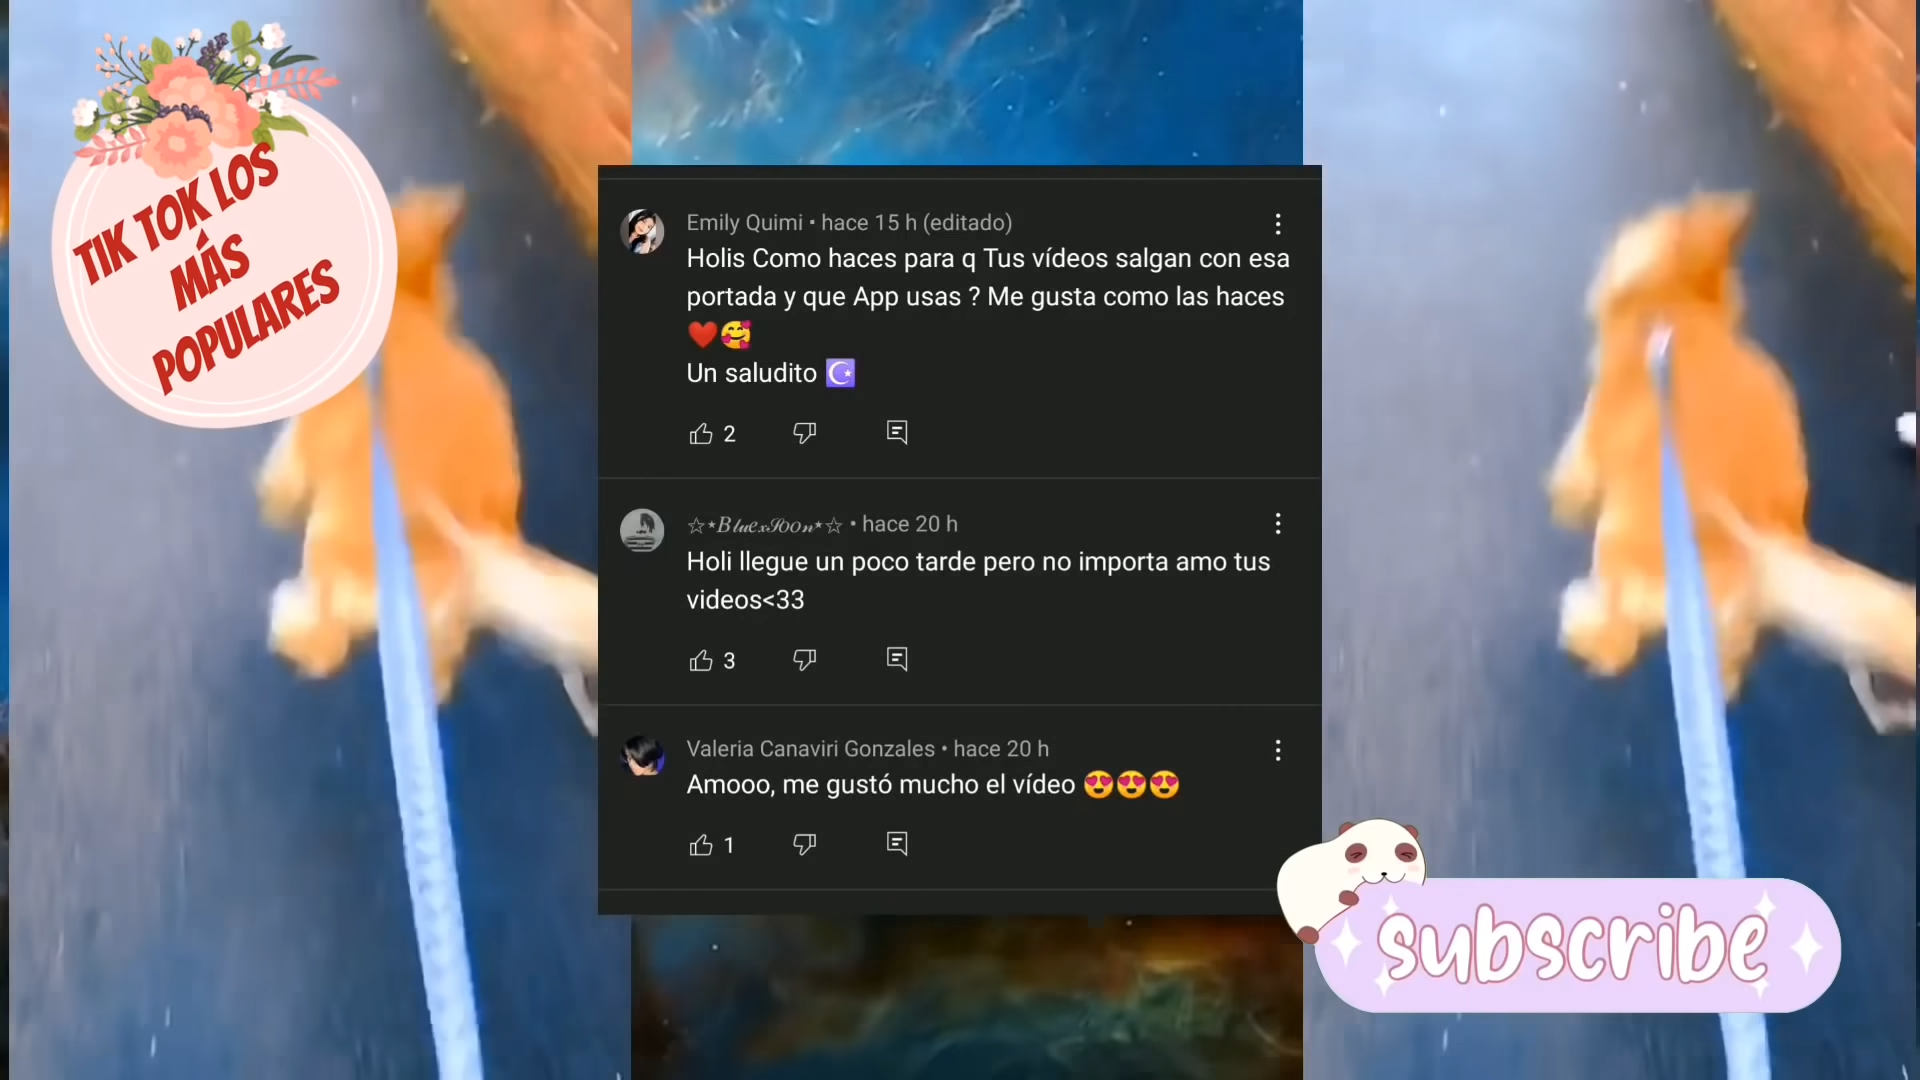 TIK TOK LOS
MÁS
POPULARES
Emily Quimi • hace 15 h (editado)
Holis Como haces para q Tus vídeos salgan con esa
portada y que App usas ? Me gusta como las haces
❤️🥰
Un saludito ☪️
2
☆⋆𝐵𝓁𝓊𝑒𝓍𝒮𝑜𝑜𝓃⋆☆ • hace 20 h
Holi llegue un poco tarde pero no importa amo tus
videos<33
3
Valeria Canaviri Gonzales • hace 20 h
Amooo, me gustó mucho el vídeo 😍😍😍
1
subscribe